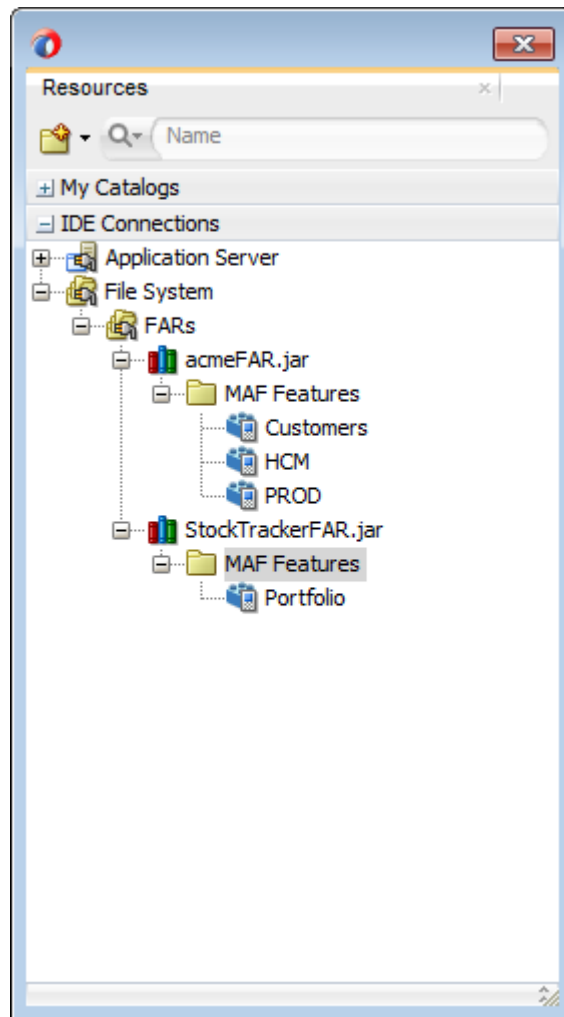 Resources
Name
My Catalogs
IDE Connections
Application Server
File System
FARs
acmeFAR.jar
MAF Features
Customers
HCM
PROD
StockTrackerFAR.jar
MAF Features
Portfolio